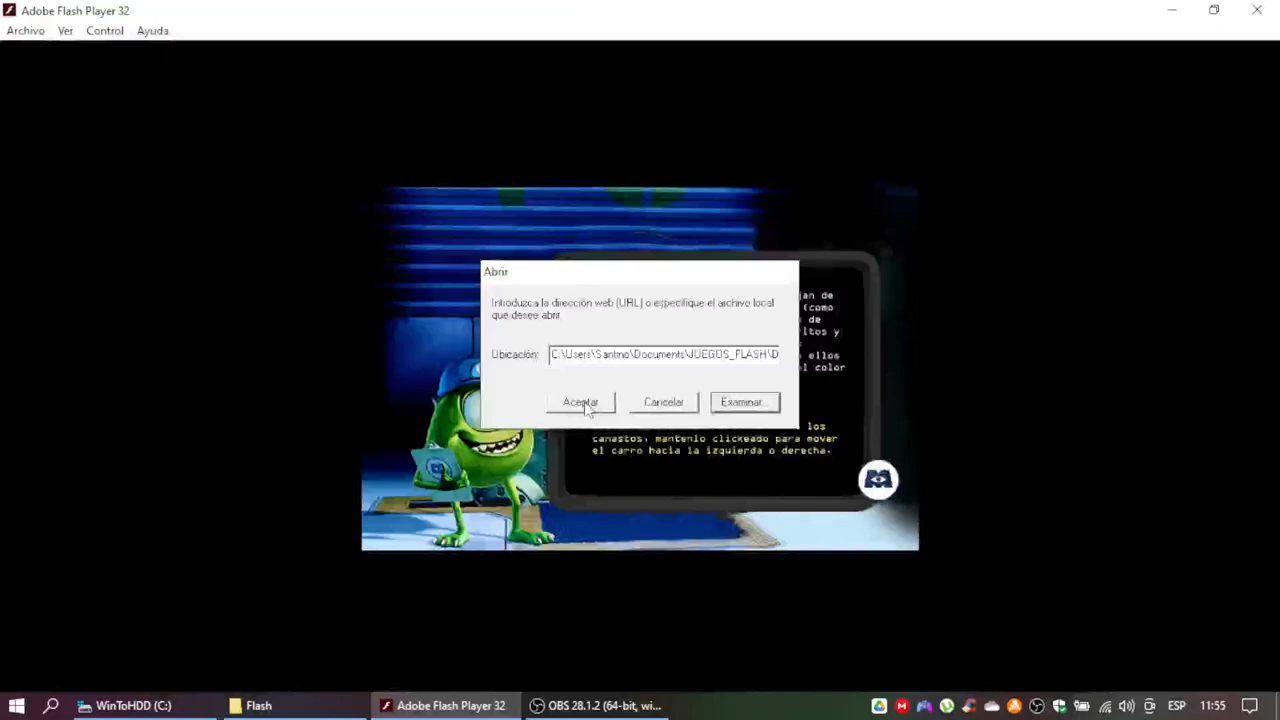 Adobe Flash Player 32
Archivo Ver Control Ayuda
Abrir
Introduzca la dirección web (URL) o especifique el archivo local
que desee abrir.
Ubicación: C:\Users\Santino\Documents\JUEGOS_FLASH\D
Aceptar Cancelar Examinar...
an de
(como
s de
ltos y
ellos
el color
los
canastos, mantenlo clickeado para mover
el carro hacia la izquierda o derecha.
WinToHDD (C:) Flash Adobe Flash Player 32 OBS 28.1.2 (64-bit, wi... ESP 11:55